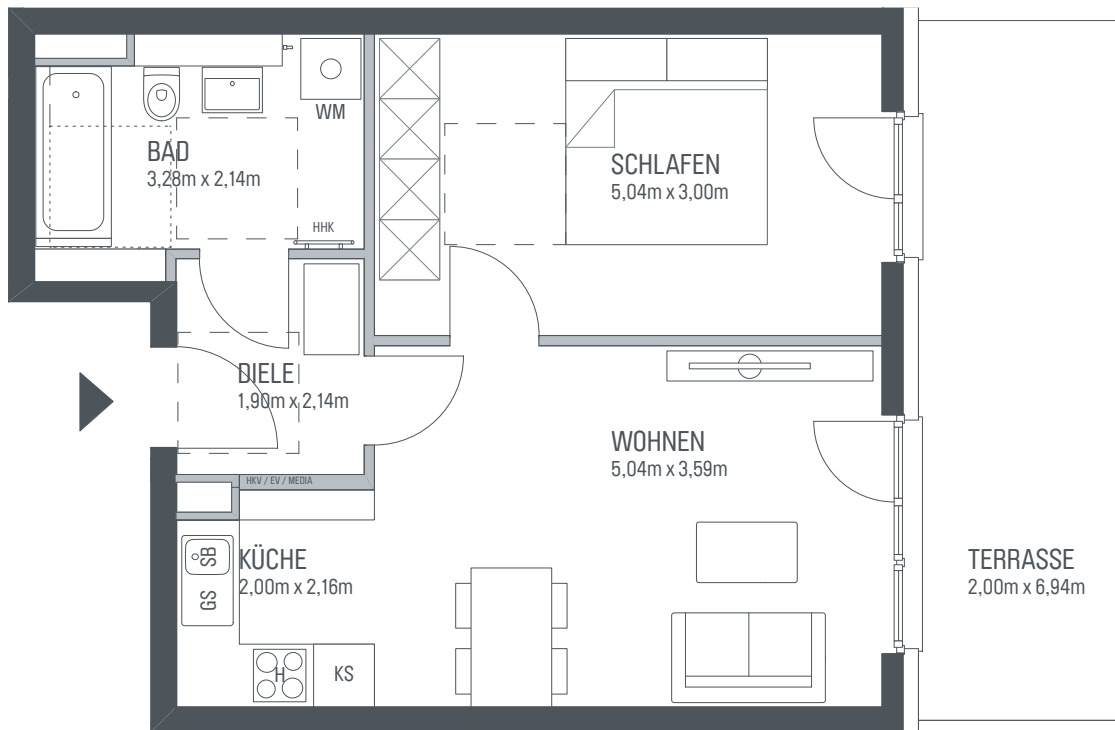 WM
BAD
3,28m x 2,14m
HHK
SCHLAFEN
5,04m x 3,00m
DIELE
1,90m x 2,14m
WOHNEN
5,04m x 3,59m
HKV / EV / MEDIA
SB
GS
KÜCHE
2,00m x 2,16m
H
KS
TERRASSE
2,00m x 6,94m